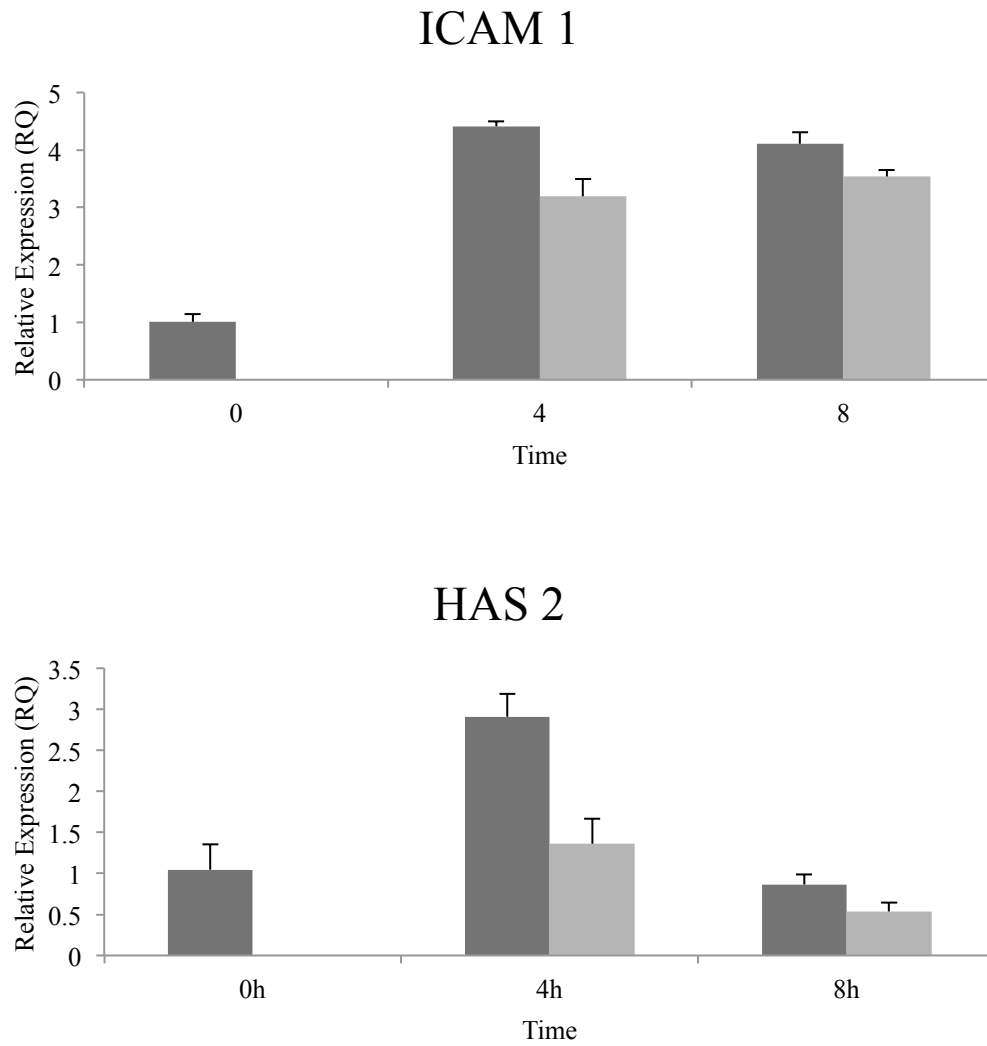 ICAM 1
Relative Expression (RQ)
5
4
3
2
1
0
0 4 8
Time
HAS 2
Relative Expression (RQ)
3.5
3
2.5
2
1.5
1
0.5
0
0h 4h 8h
Time